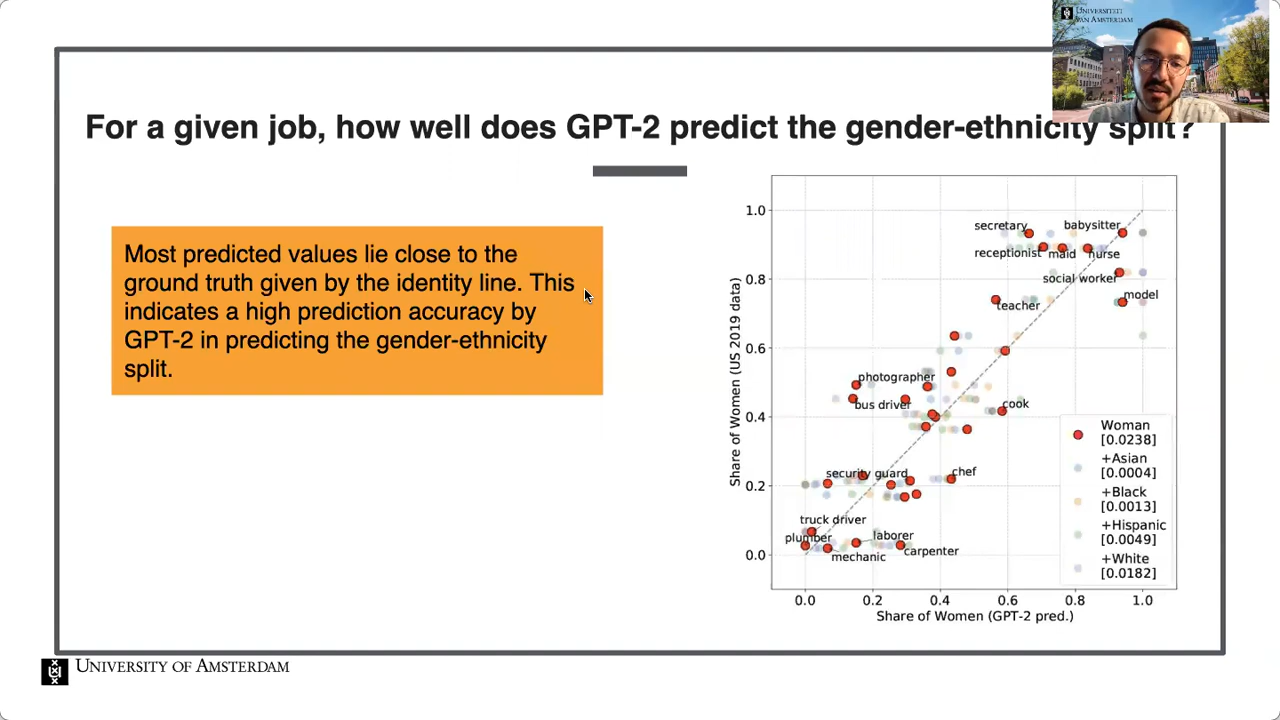 UNIVERSITEIT
VAN AMSTERDAM
For a given job, how well does GPT-2 predict the gender-ethnicity split?
Most predicted values lie close to the
ground truth given by the identity line. This
indicates a high prediction accuracy by
GPT-2 in predicting the gender-ethnicity
split.
Share of Women (US 2019 data)
1.0
0.8
0.6
0.4
0.2
0.0
secretary
babysitter
receptionist
maid
nurse
social worker
model
teacher
photographer
bus driver
cook
security guard
chef
truck driver
plumber
laborer
mechanic
carpenter
Woman
[0.0238]
+Asian
[0.0004]
+Black
[0.0013]
+Hispanic
[0.0049]
+White
[0.0182]
0.0 0.2 0.4 0.6 0.8 1.0
Share of Women (GPT-2 pred.)
UNIVERSITY OF AMSTERDAM